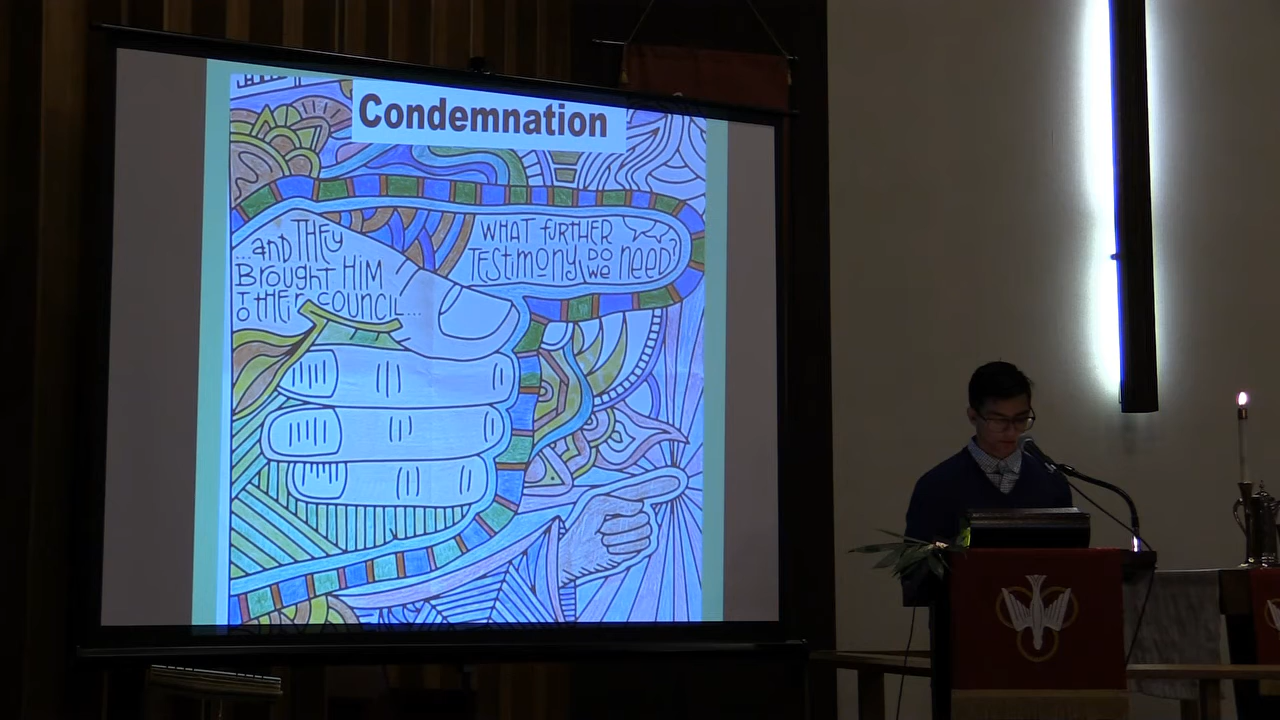 Condemnation
...and THEY
BROugHT HIM
TO THEIR COUNCIL...
WHAT fURTHER
TESTIMONY DO
WE NEED?